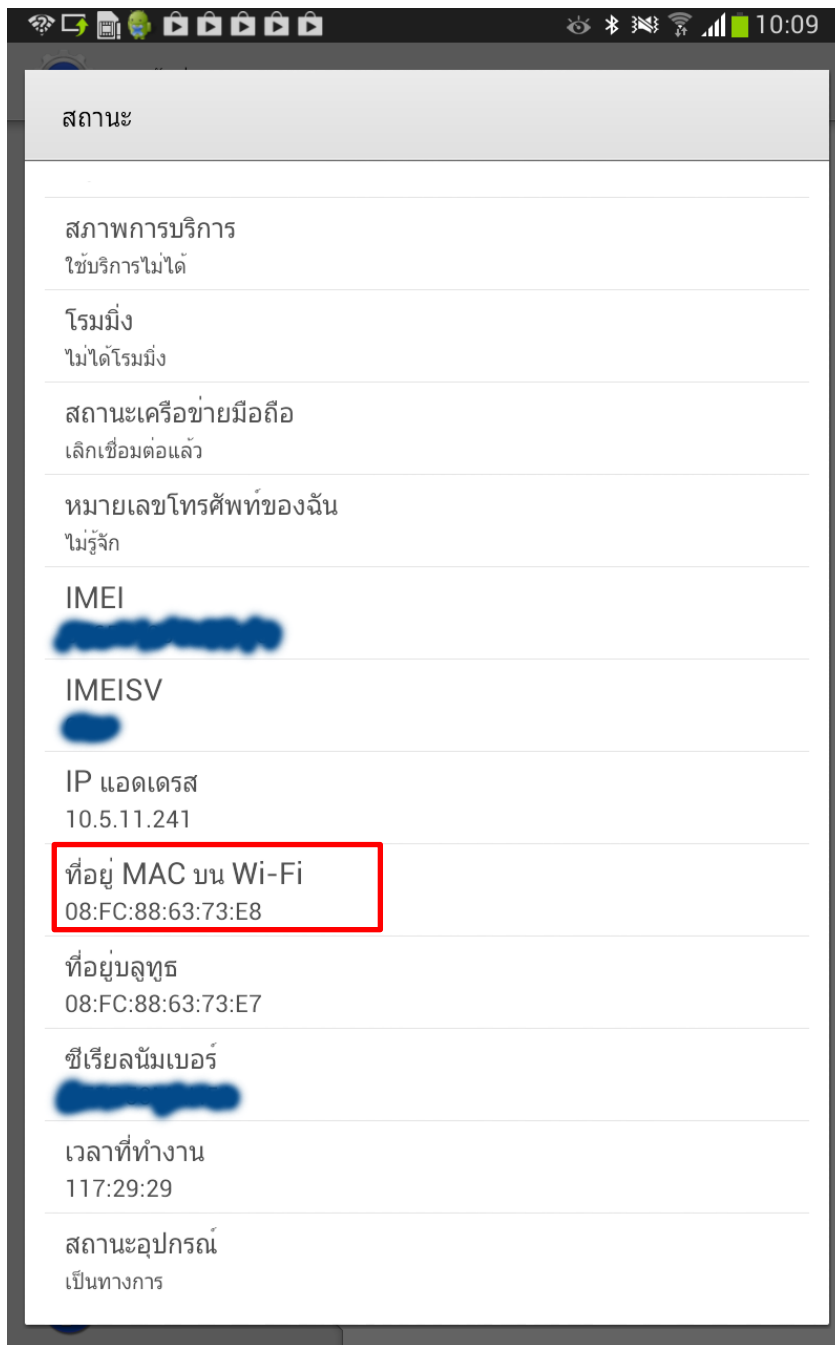 10:09
สถานะ
สภาพการบริการ
ใช้บริการไม่ได้
โรมมิ่ง
ไม่ได้โรมมิ่ง
สถานะเครือข่ายมือถือ
เลิกเชื่อมต่อแล้ว
หมายเลขโทรศัพท์ของฉัน
ไม่รู้จัก
IMEI
IMEISV
IP แอดเดรส
10.5.11.241
ที่อยู่ MAC บน Wi-Fi
08:FC:88:63:73:E8
ที่อยู่บลูทูธ
08:FC:88:63:73:E7
ซีเรียลนัมเบอร์
เวลาที่ทำงาน
117:29:29
สถานะอุปกรณ์
เป็นทางการ